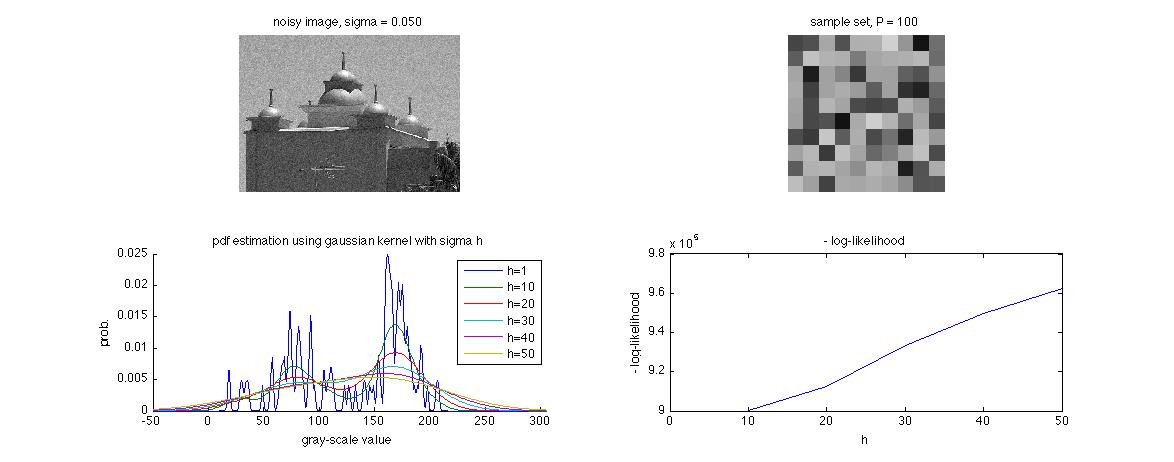 noisy image, sigma = 0.050
sample set, P = 100
pdf estimation using gaussian kernel with sigma h
0.025
0.02
0.015
0.01
0.005
0
-50
0
50
100
150
200
250
300
prob.
gray-scale value
h=1
h=10
h=20
h=30
h=40
h=50
- log-likelihood
9.8
9.6
9.4
9.2
9
0
10
20
30
40
50
- log-likelihood
h